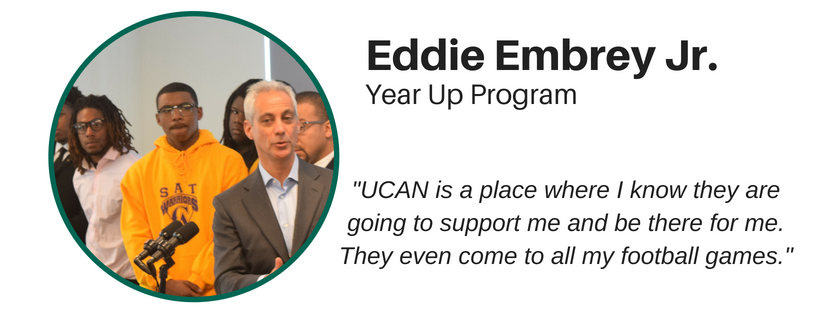 Eddie Embrey Jr.
Year Up Program
"UCAN is a place where I know they are
going to support me and be there for me.
They even come to all my football games."
SAT
WARRIORS